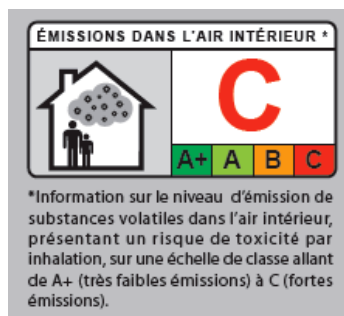 ÉMISSIONS DANS L'AIR INTÉRIEUR *
C
A+ A B C
*Information sur le niveau d'émission de
substances volatiles dans l'air intérieur,
présentant un risque de toxicité par
inhalation, sur une échelle de classe allant
de A+ (très faibles émissions) à C (fortes
émissions).